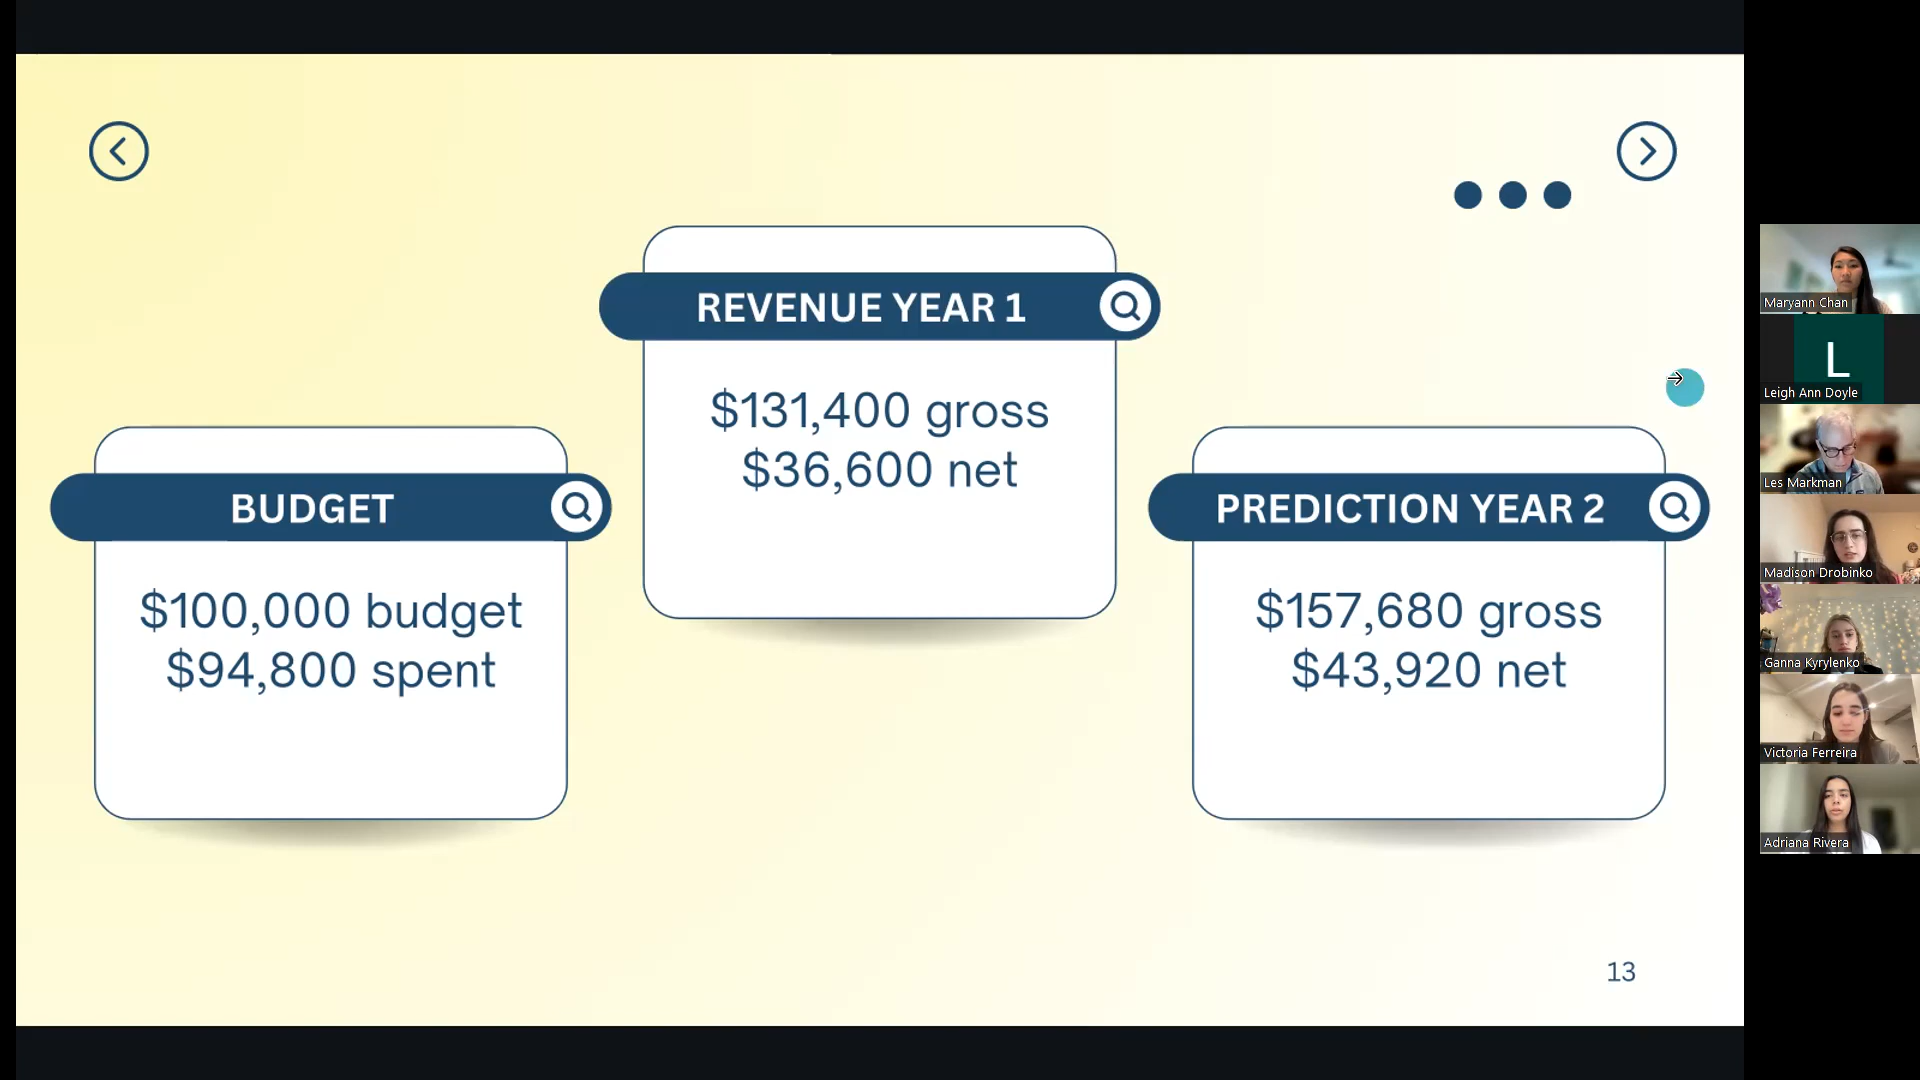 BUDGET
$100,000 budget
$94,800 spent
REVENUE YEAR 1
$131,400 gross
$36,600 net
PREDICTION YEAR 2
$157,680 gross
$43,920 net
13
Maryann Chan
L
Leigh Ann Doyle
Les Markman
Madison Drobinko
Ganna Kyrylenko
Victoria Ferreira
Adriana Rivera